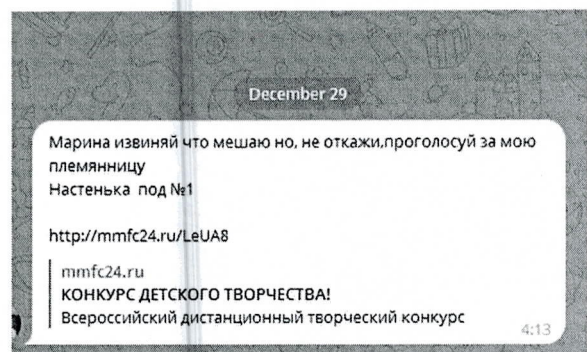 December 29
Марина извиняй что мешаю но, не откажи,проголосуй за мою
племянницу
Настенька под №1
http://mmfc24.ru/LeUA8
mmfc24.ru
КОНКУРС ДЕТСКОГО ТВОРЧЕСТВА!
Всероссийский дистанционный творческий конкурс
4:13